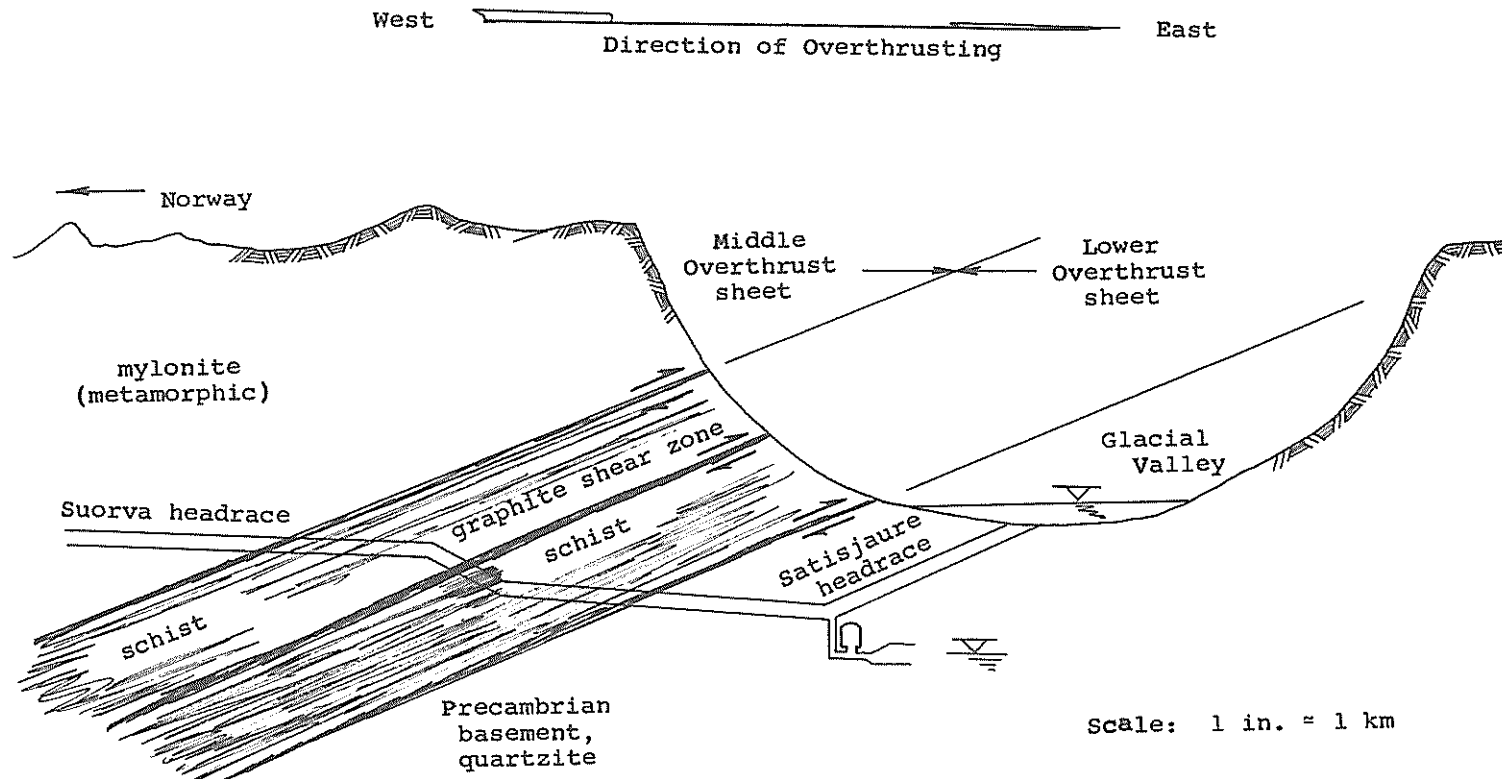 West
East
Direction of Overthrusting
Norway
Middle
Overthrust
sheet
Lower
Overthrust
sheet
mylonite
(metamorphic)
Glacial
Valley
graphite shear zone
Suorva headrace
schist
Satisjaure
headrace
schist
Precambrian
basement,
quartzite
Scale: 1 in. = 1 km